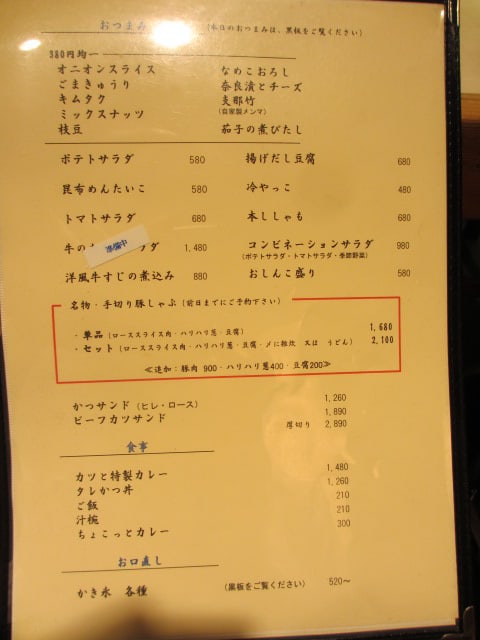 おつまみ (本日のおつまみは、黒板をご覧ください)
380円均一
オニオンスライス なめこおろし
ごまきゅうり 奈良漬とチーズ
キムタク 支那竹
ミックスナッツ (自家製メンマ)
枝豆 茄子の煮びたし
ポテトサラダ 580 揚げだし豆腐 680
昆布めんたいこ 580 冷やっこ 480
トマトサラダ 680 本ししゃも 680
牛の 準備中 ラダ 1,480 コンビネーションサラダ 980
(ポテトサラダ・トマトサラダ・季節野菜)
洋風牛すじの煮込み 880 おしんこ盛り 580
名物・手切り豚しゃぶ (前日までにご予約下さい)
・単品 (ローススライス肉・ハリハリ葱・豆腐) 1,680
・セット (ローススライス肉・ハリハリ葱・豆腐・〆に雑炊 又は うどん) 2,100
≪追加：豚肉 900・ハリハリ葱400・豆腐200≫
かつサンド (ヒレ・ロース) 1,260
ビーフカツサンド 1,890
厚切り 2,890
食事
カツと特製カレー 1,480
タレかつ丼 1,260
ご飯 210
汁椀 210
ちょこっとカレー 300
お口直し
かき氷 各種 (黒板をご覧ください) 520～